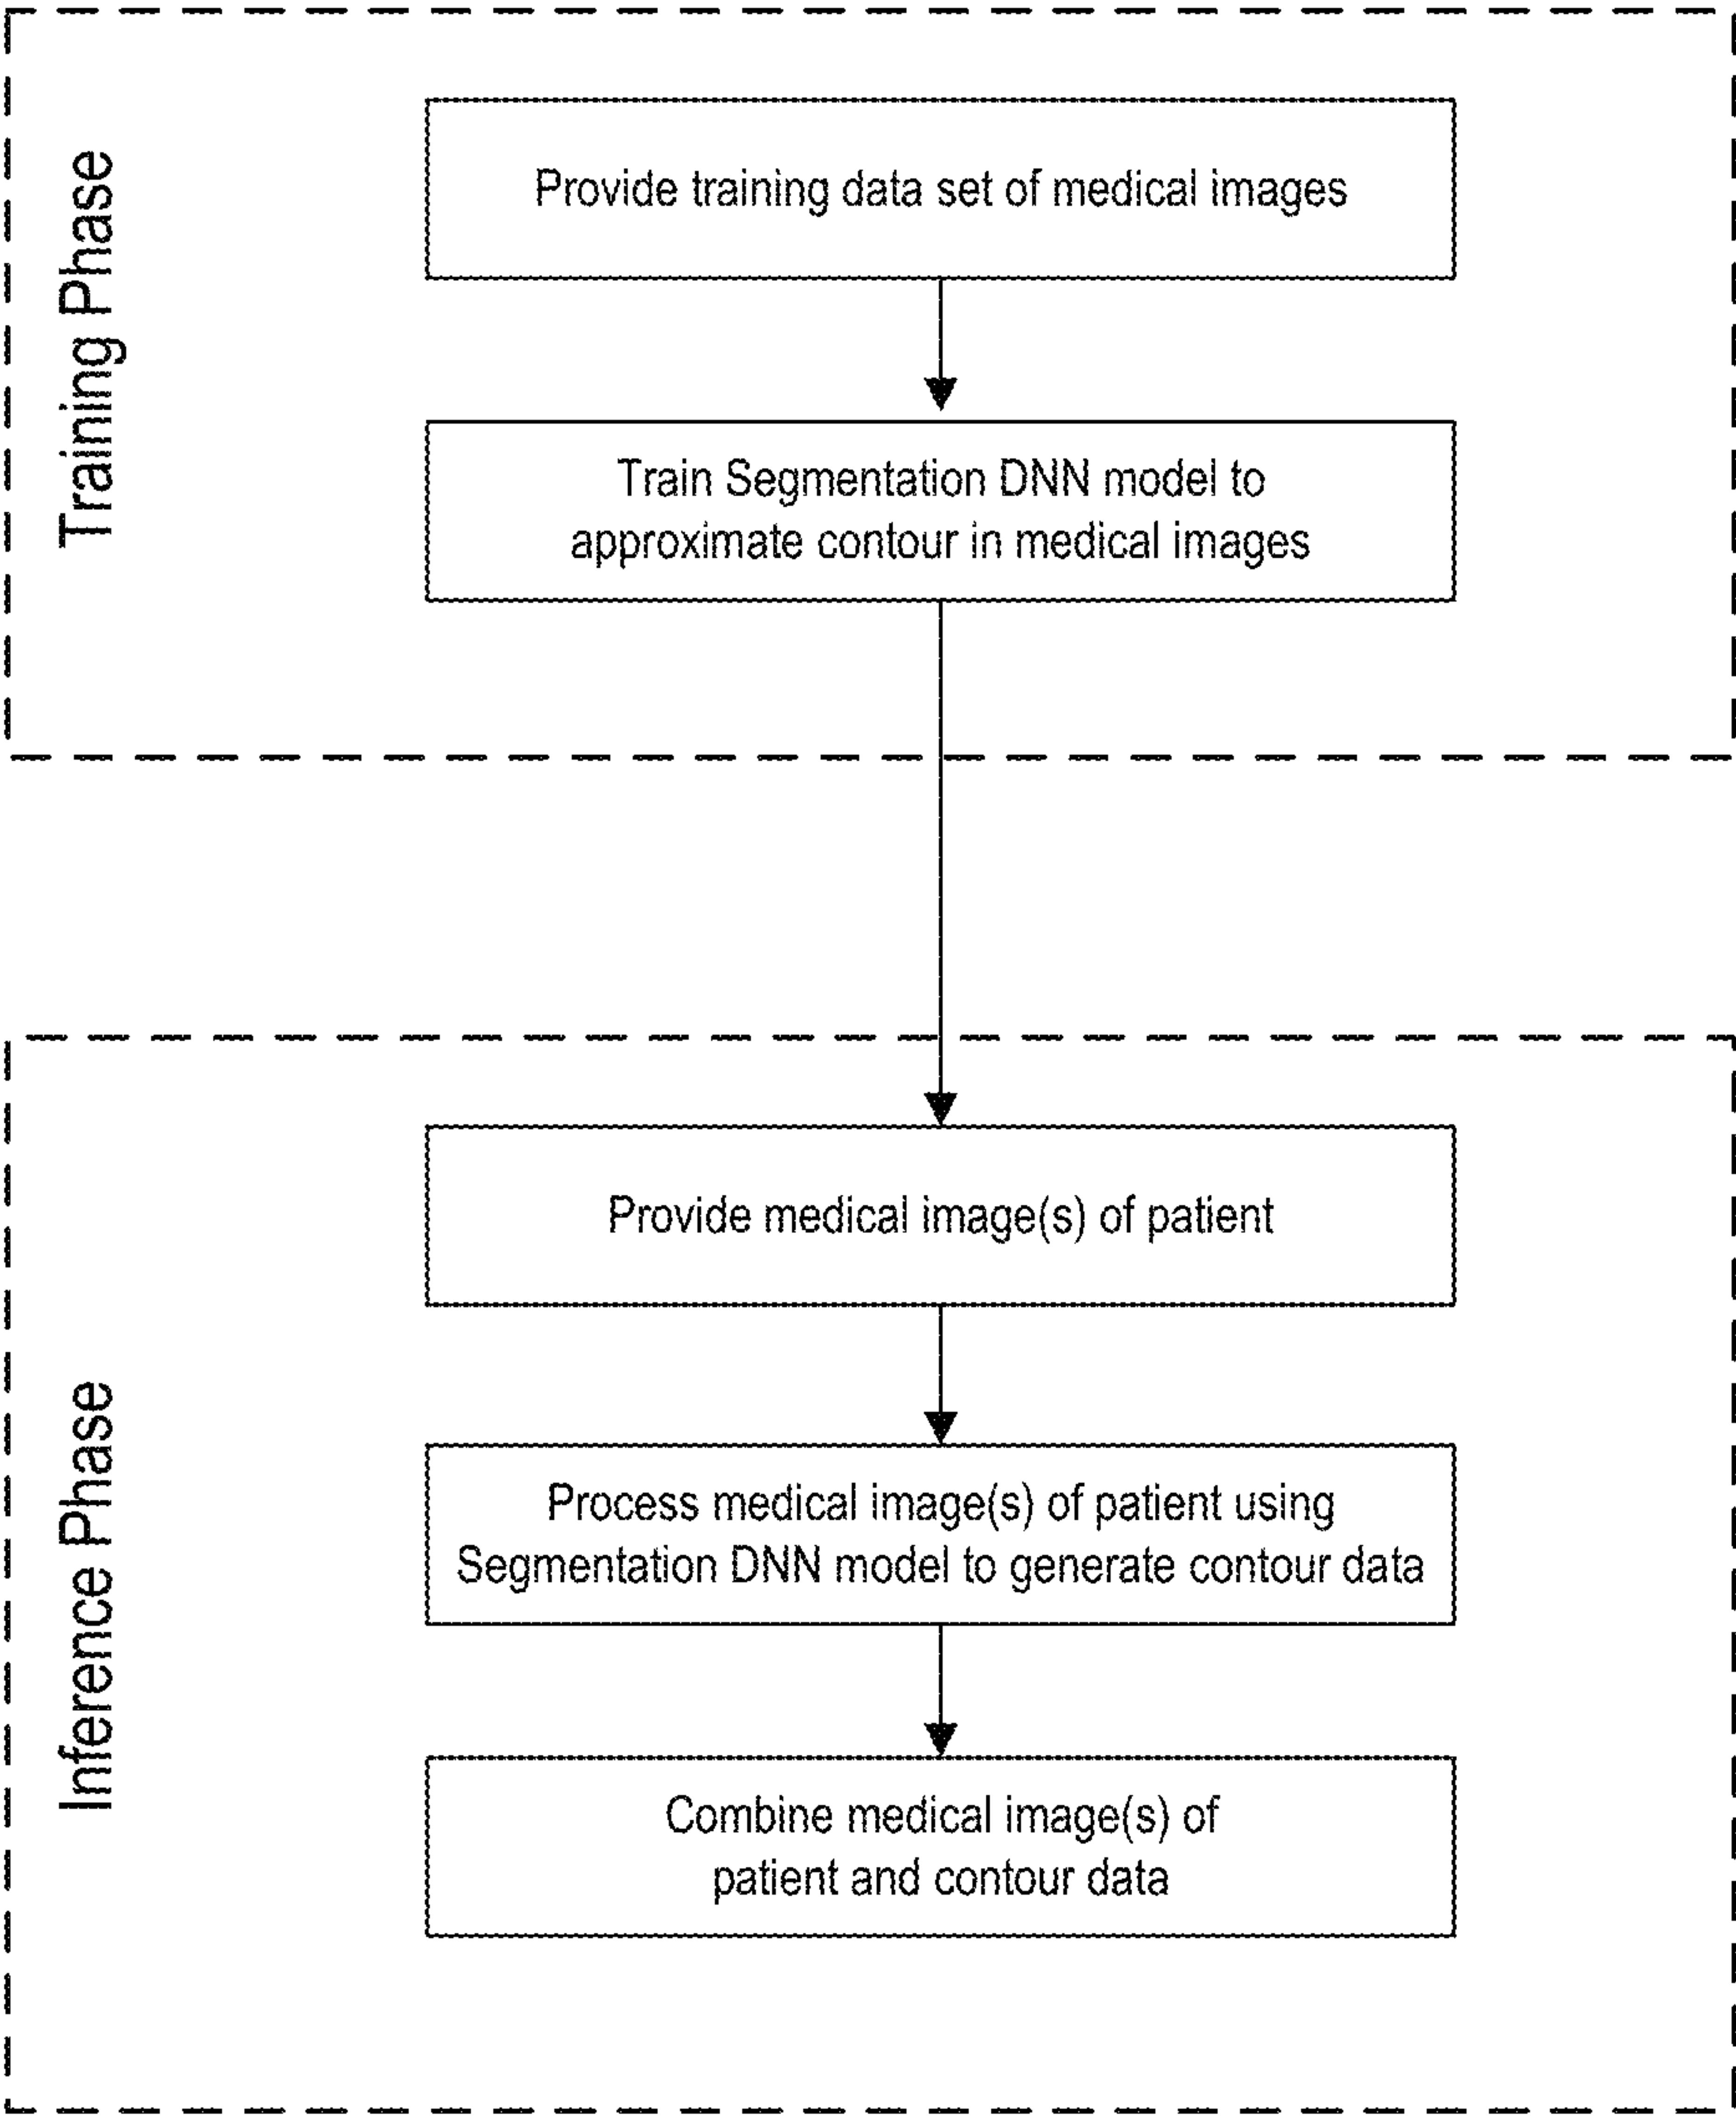 Training Phase
Provide training data set of medical images
Train Segmentation DNN model to
approximate contour in medical images
Inference Phase
Provide medical image(s) of patient
Process medical image(s) of patient using
Segmentation DNN model to generate contour data
Combine medical image(s) of
patient and contour data